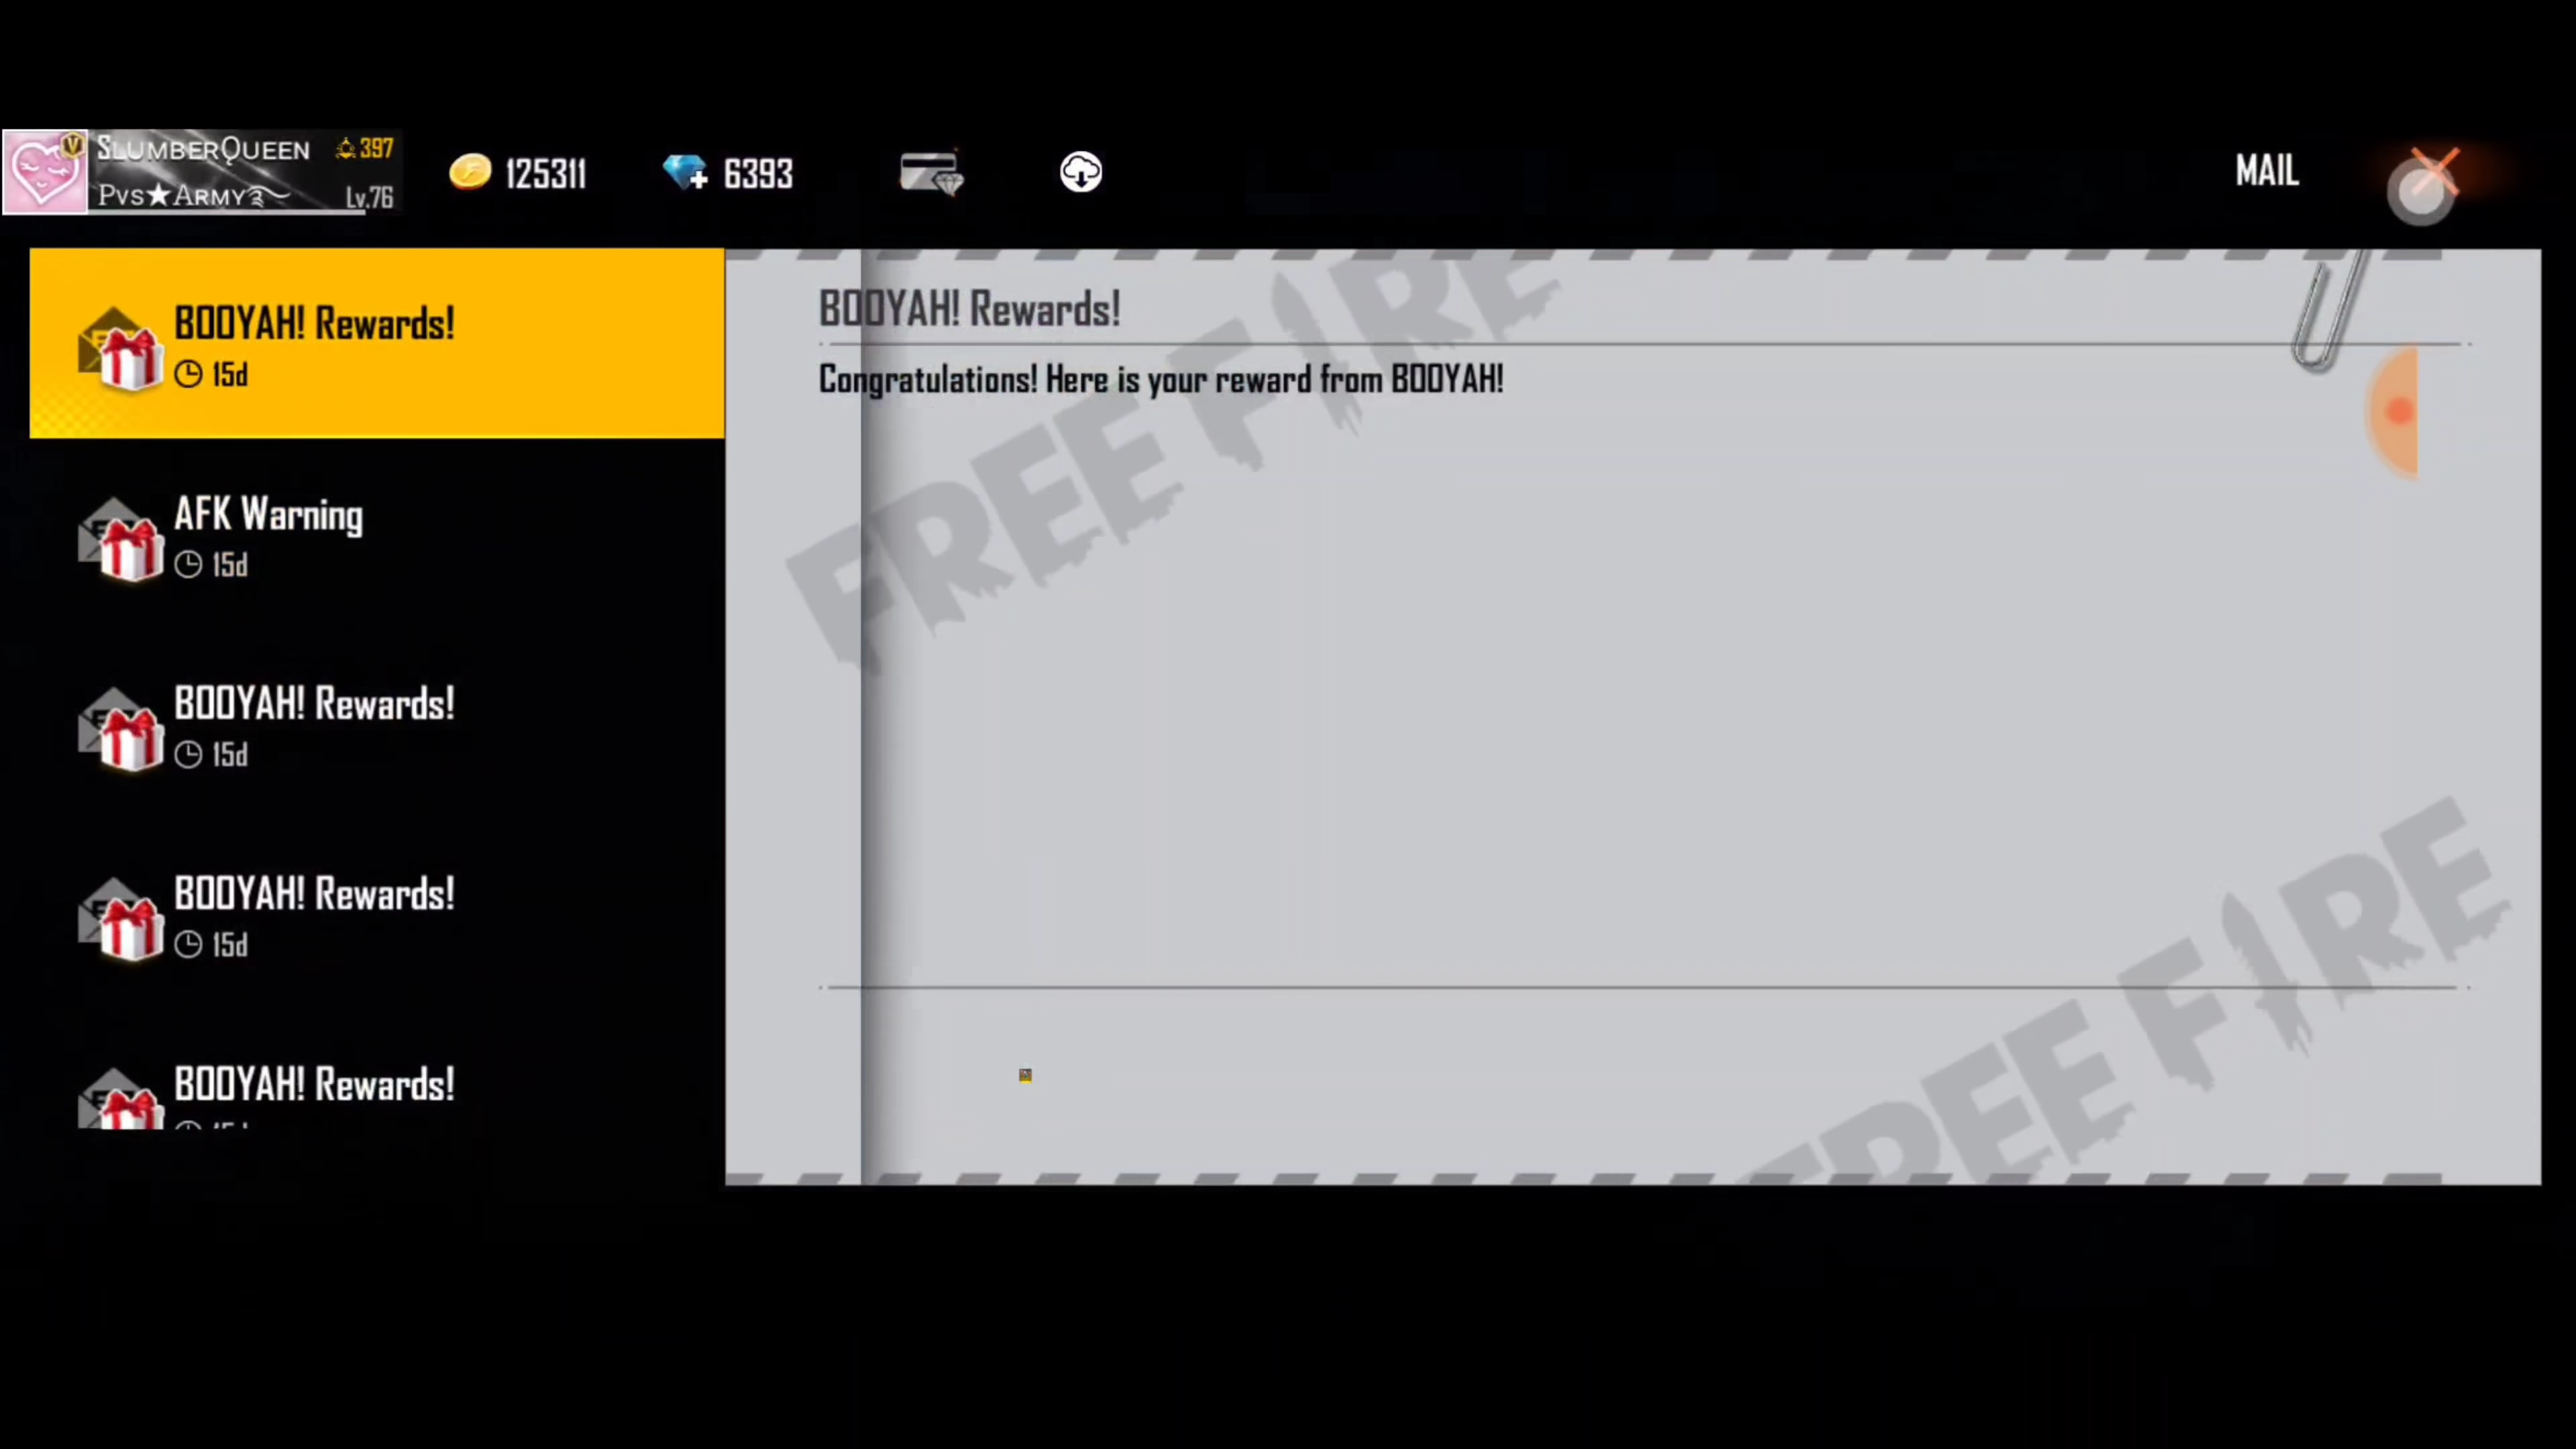 SLUMBERQUEEN 397
PVS★ARMY Lv.76
125311
6393
MAIL
BOOYAH! Rewards!
15d
AFK Warning
15d
BOOYAH! Rewards!
15d
BOOYAH! Rewards!
15d
BOOYAH! Rewards!
BOOYAH! Rewards!
Congratulations! Here is your reward from BOOYAH!
FREE FIRE
FREE FIRE